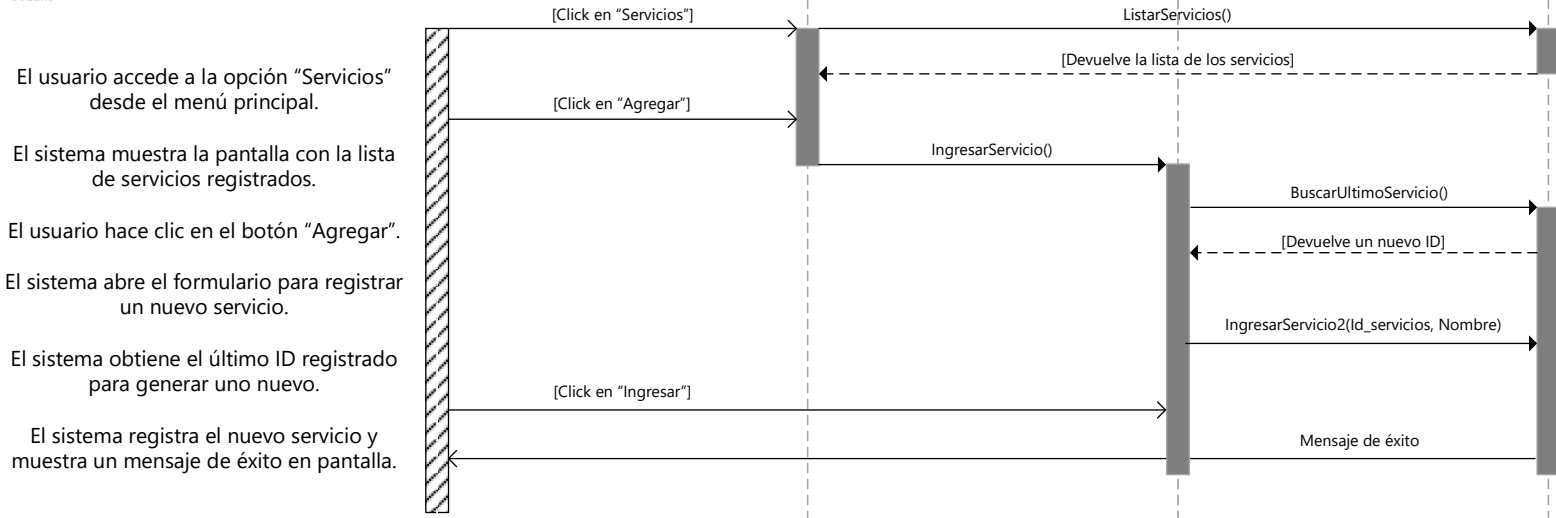 [Click en “Servicios”]
ListarServicios()
[Devuelve la lista de los servicios]
El usuario accede a la opción “Servicios”
desde el menú principal.
[Click en “Agregar”]
El sistema muestra la pantalla con la lista
de servicios registrados.
IngresarServicio()
BuscarUltimoServicio()
El usuario hace clic en el botón “Agregar”.
[Devuelve un nuevo ID]
El sistema abre el formulario para registrar
un nuevo servicio.
IngresarServicio2(Id_servicios, Nombre)
El sistema obtiene el último ID registrado
para generar uno nuevo.
[Click en “Ingresar”]
El sistema registra el nuevo servicio y
muestra un mensaje de éxito en pantalla.
Mensaje de éxito